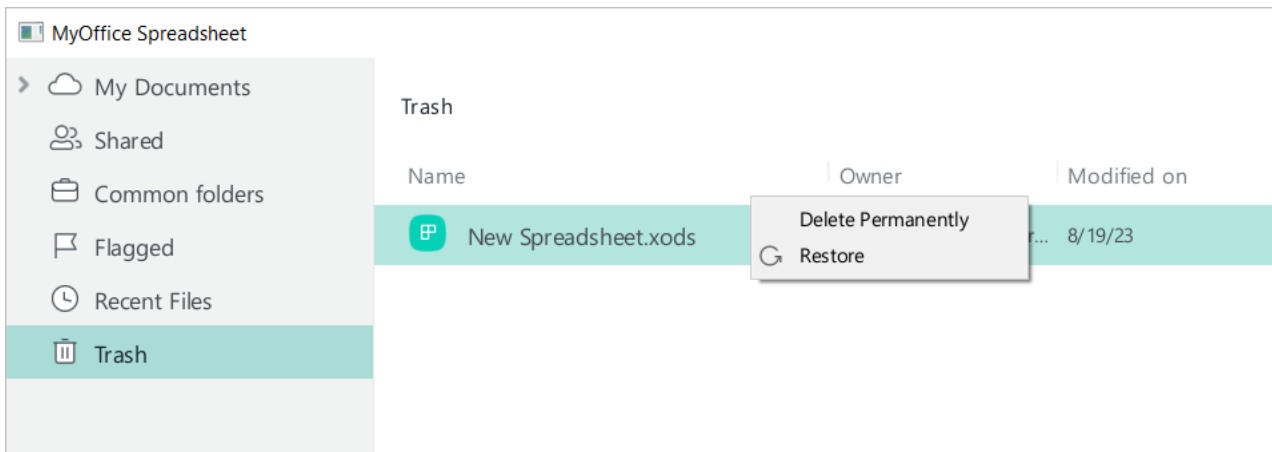 MyOffice Spreadsheet
My Documents
Shared
Common folders
Flagged
Recent Files
Trash
Trash
Name Owner Modified on
New Spreadsheet.xods r... 8/19/23
Delete Permanently
Restore